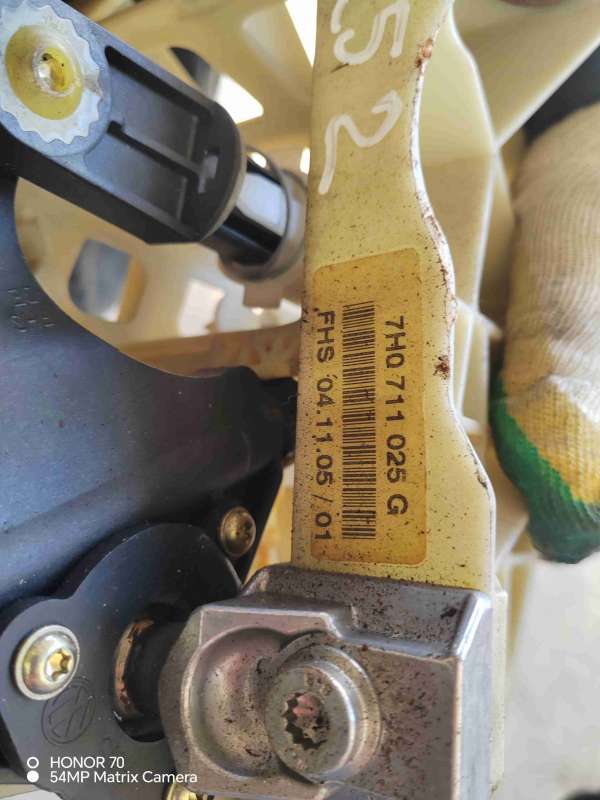 52
7H0 711 025 G
FHS 04.11.05 / 01
HONOR 70
54MP Matrix Camera